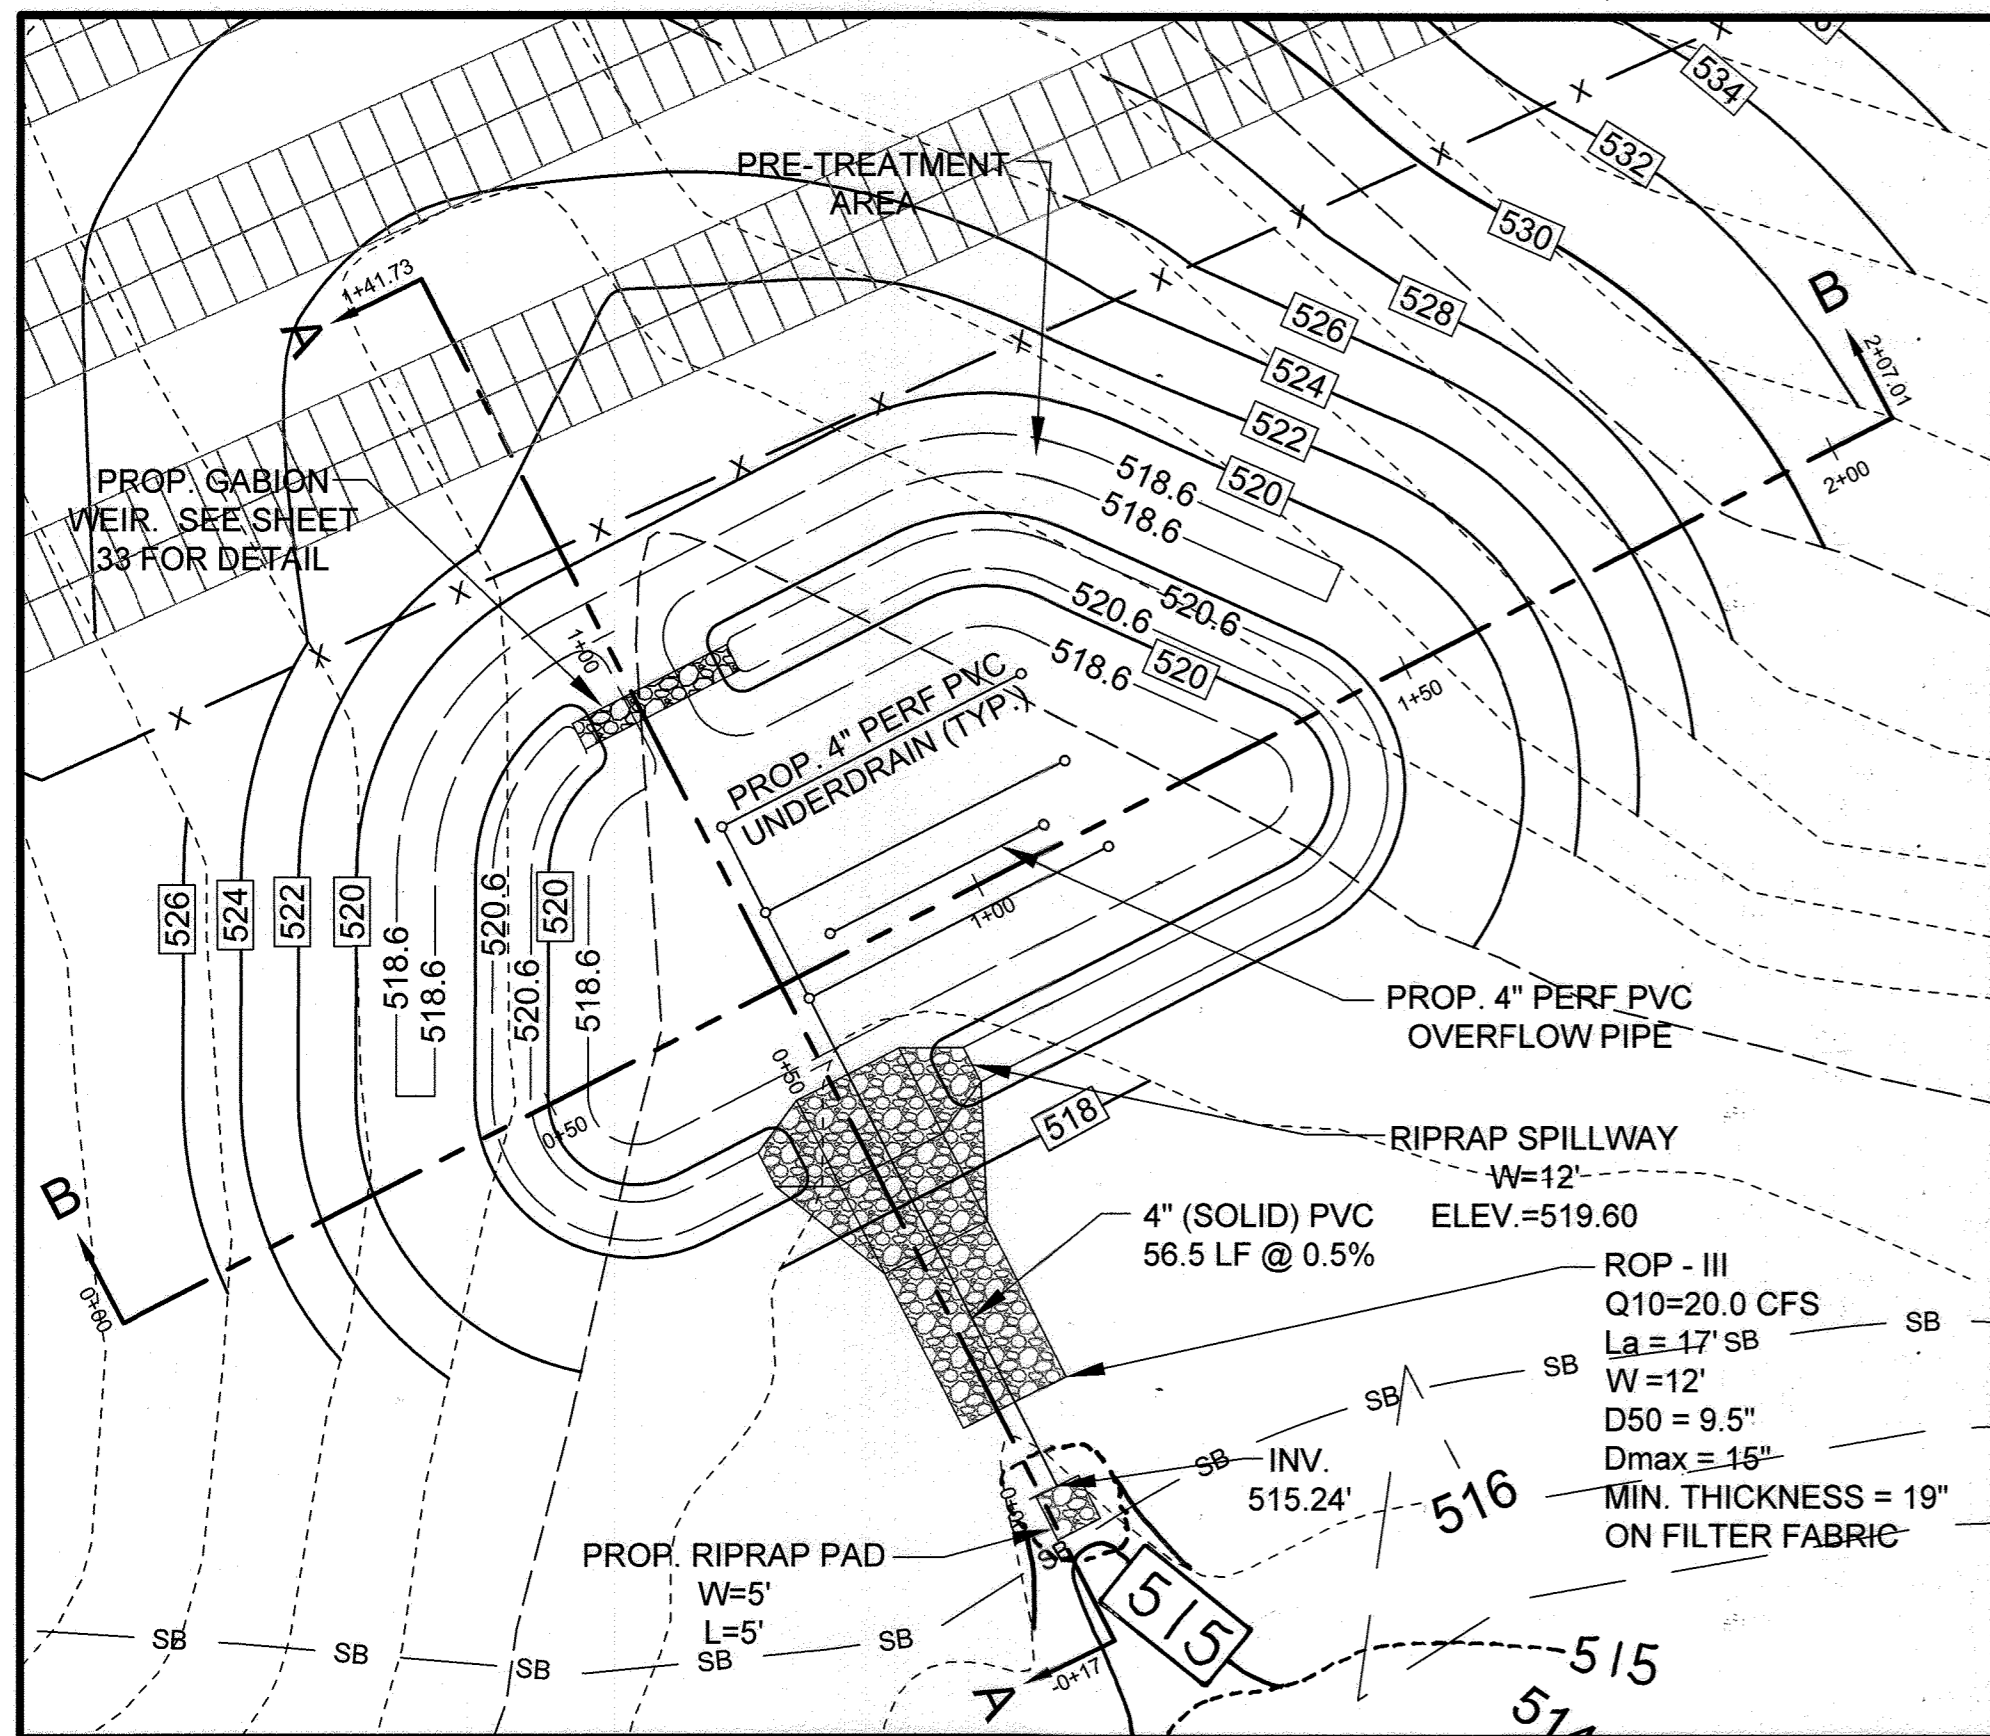 534
532
530
528
526
524
522
520
PRE-TREATMENT
AREA
1+41.73
A
B
2+07.01
2+00
PROP. GABION
WEIR. SEE SHEET
33 FOR DETAIL
518.6
518.6
520.6
520.6
518.6
520
1+00
1+50
PROP. 4" PERF PVC
UNDERDRAIN (TYP.)
1+00
526
524
522
520
518.6
518.6
520.6
520.6
520
518.6
PROP. 4" PERF PVC
OVERFLOW PIPE
0+50
0+50
518
RIPRAP SPILLWAY
W=12'
ELEV.=519.60
B
0+00
4" (SOLID) PVC
56.5 LF @ 0.5%
ROP - III
Q10=20.0 CFS
La = 17'
W =12'
D50 = 9.5"
Dmax = 15"
MIN. THICKNESS = 19"
ON FILTER FABRIC
SB
SB
SB
SB
SB
INV.
515.24'
516
0+00
SB
PROP. RIPRAP PAD
W=5'
L=5'
515
SB
SB
SB
SB
SB
-0+17
A
515
514